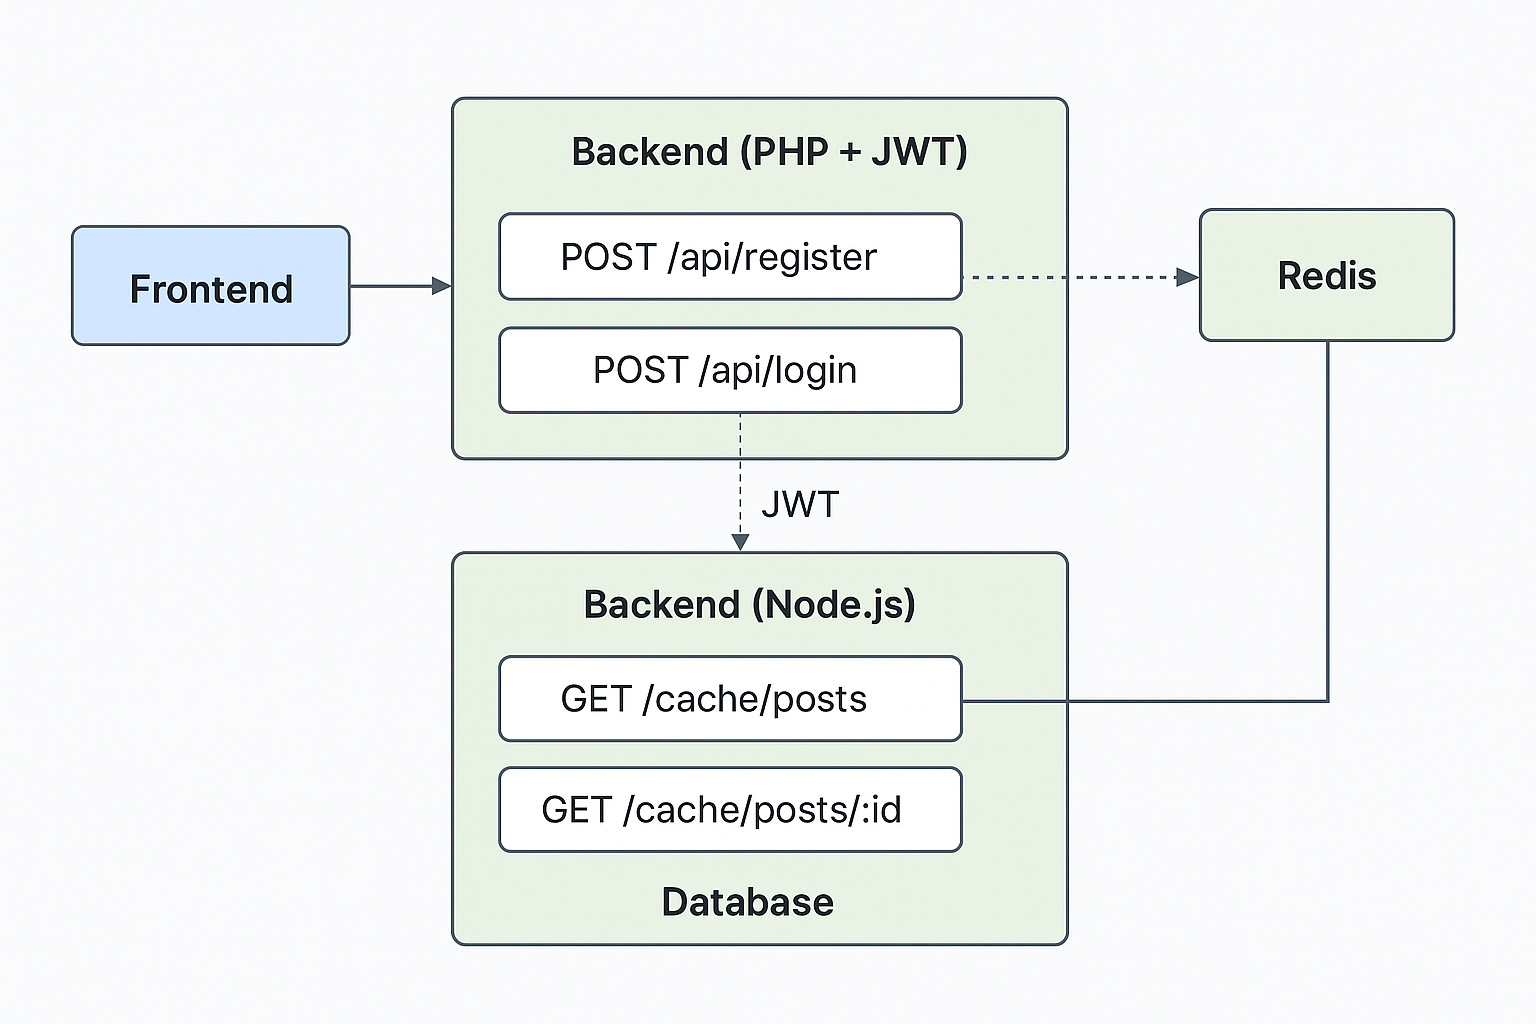 Frontend
Backend (PHP + JWT)
POST /api/register
POST /api/login
Redis
JWT
Backend (Node.js)
GET /cache/posts
GET /cache/posts/:id
Database